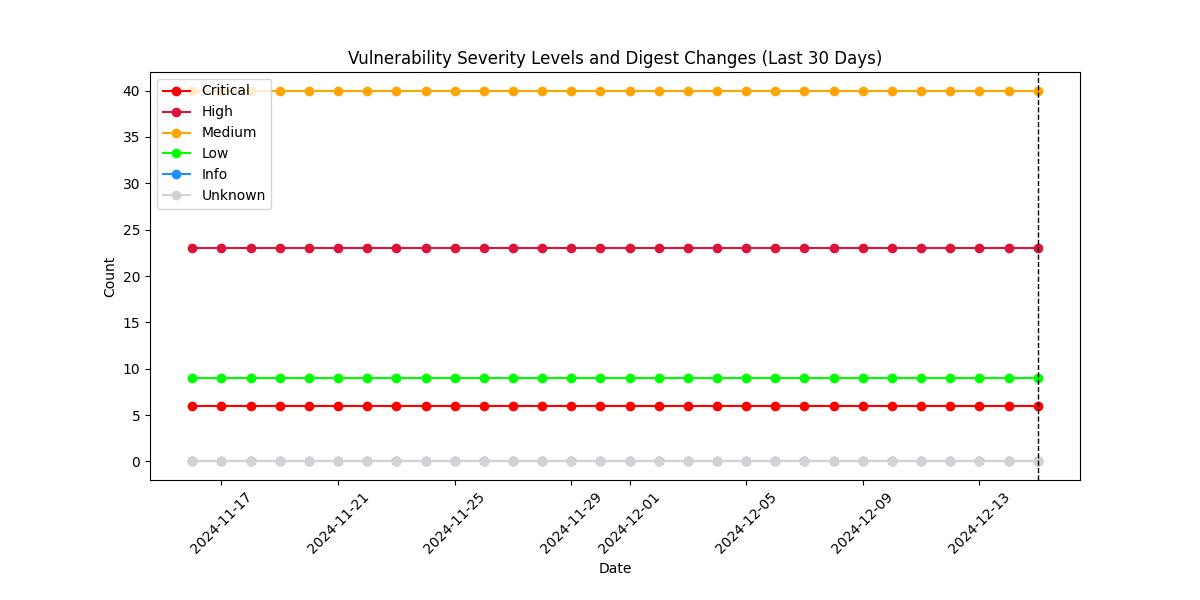 Vulnerability Severity Levels and Digest Changes (Last 30 Days)
Critical
High
Medium
Low
Info
Unknown
40
35
30
25
20
15
10
5
0
Count
2024-11-17
2024-11-21
2024-11-25
2024-11-29
2024-12-01
2024-12-05
2024-12-09
2024-12-13
Date